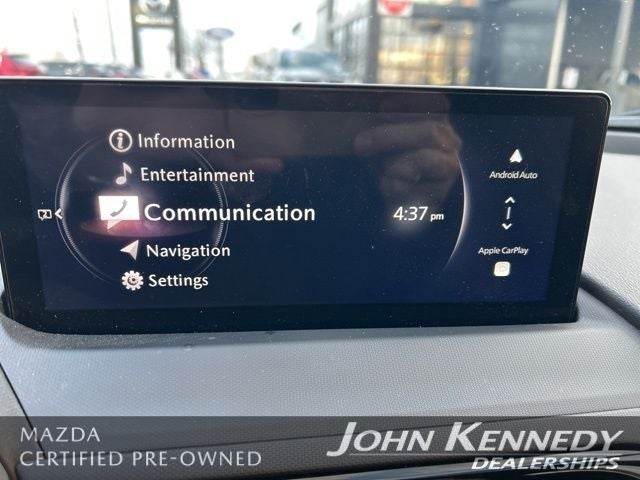 Information
Entertainment
Communication
4:37 pm
Navigation
Settings
Android Auto
Apple CarPlay
MAZDA
CERTIFIED PRE-OWNED
JOHN KENNEDY
DEALERSHIPS